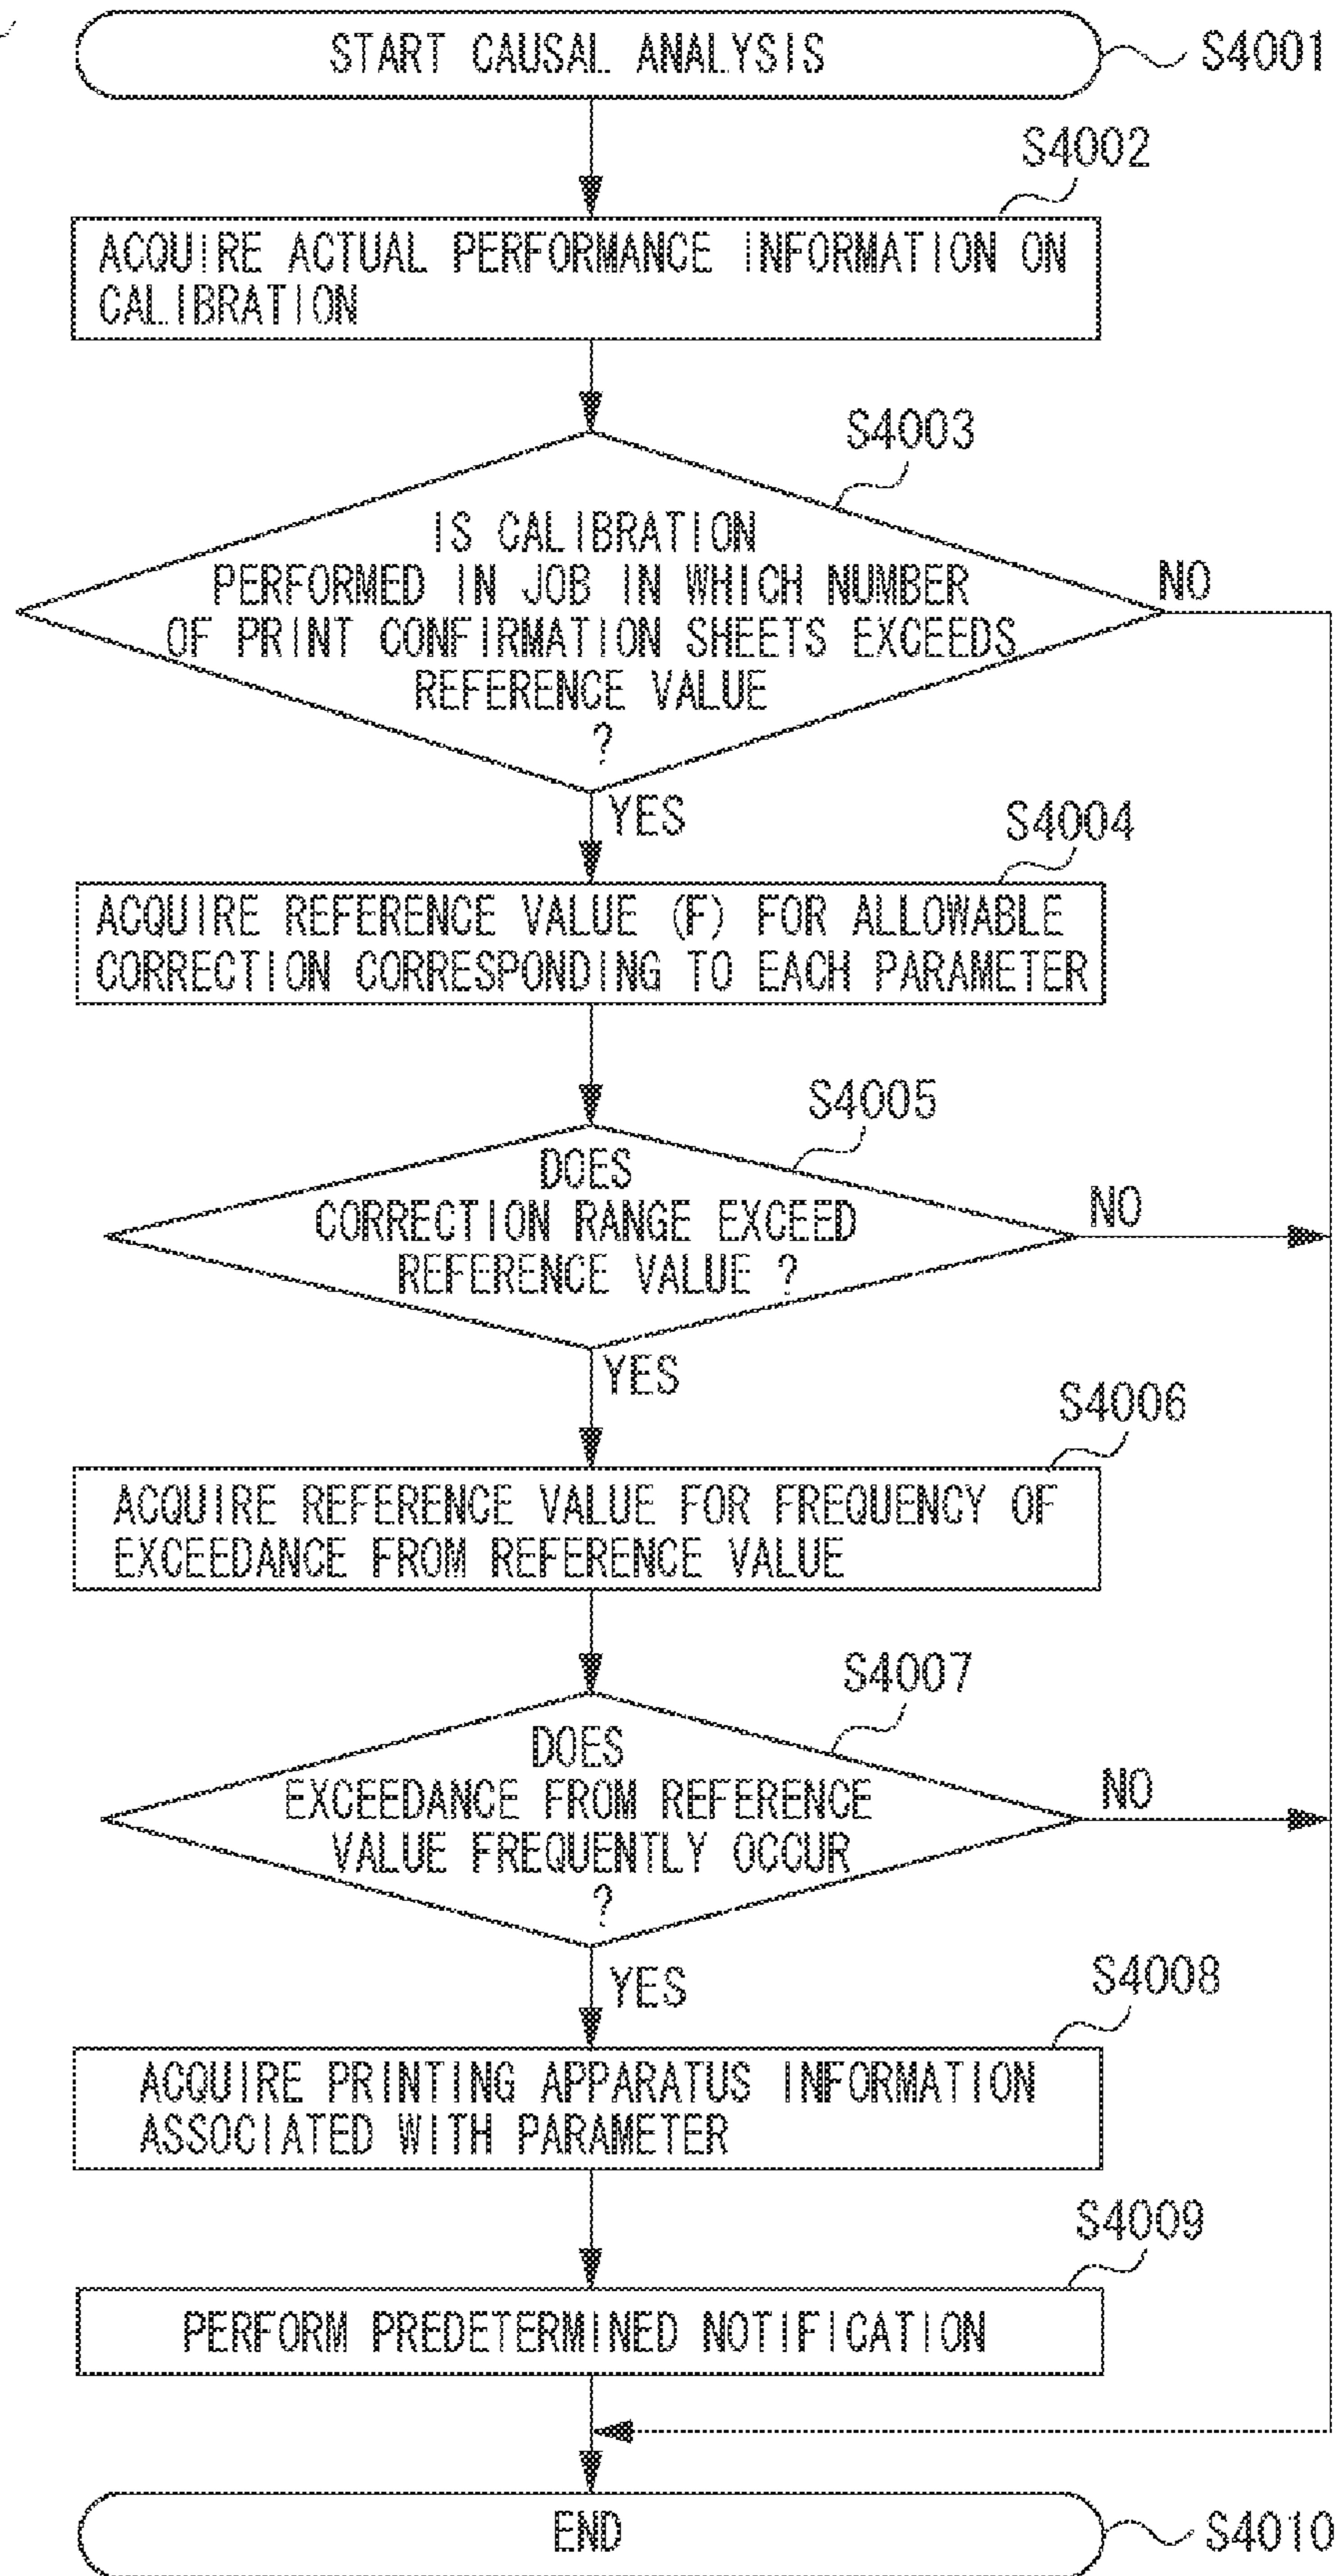 START CAUSAL ANALYSIS
S4001
S4002
ACQUIRE ACTUAL PERFORMANCE INFORMATION ON
CALIBRATION
S4003
IS CALIBRATION
PERFORMED IN JOB IN WHICH NUMBER
OF PRINT CONFIRMATION SHEETS EXCEEDS
REFERENCE VALUE
?
NO
YES
S4004
ACQUIRE REFERENCE VALUE (F) FOR ALLOWABLE
CORRECTION CORRESPONDING TO EACH PARAMETER
S4005
DOES
CORRECTION RANGE EXCEED
REFERENCE VALUE ?
NO
YES
S4006
ACQUIRE REFERENCE VALUE FOR FREQUENCY OF
EXCEEDANCE FROM REFERENCE VALUE
S4007
DOES
EXCEEDANCE FROM REFERENCE
VALUE FREQUENTLY OCCUR
?
NO
YES
S4008
ACQUIRE PRINTING APPARATUS INFORMATION
ASSOCIATED WITH PARAMETER
S4009
PERFORM PREDETERMINED NOTIFICATION
END
S4010